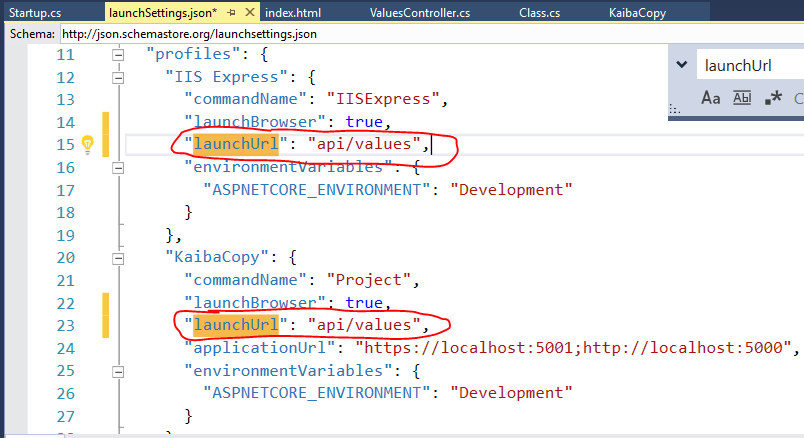 Startup.cs launchSettings.json* index.html ValuesController.cs Class.cs KaibaCopy
Schema: http://json.schemastore.org/launchsettings.json
launchUrl
Aa Abl .*
11 "profiles": {
12 "IIS Express": {
13 "commandName": "IISExpress",
14 "launchBrowser": true,
15 "launchUrl": "api/values",
16 "environmentVariables": {
17 "ASPNETCORE_ENVIRONMENT": "Development"
18 }
19 },
20 "KaibaCopy": {
21 "commandName": "Project",
22 "launchBrowser": true,
23 "launchUrl": "api/values",
24 "applicationUrl": "https://localhost:5001;http://localhost:5000",
25 "environmentVariables": {
26 "ASPNETCORE_ENVIRONMENT": "Development"
27 }